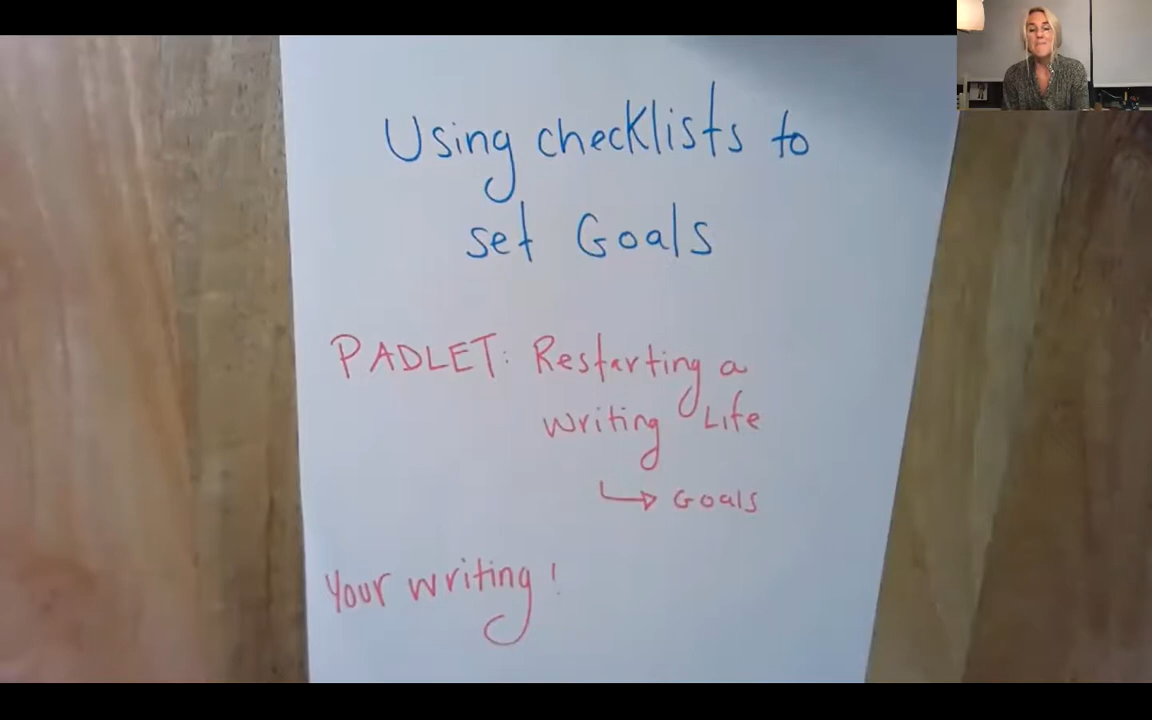 Using checklists to
set Goals
PADLET: Restarting a
writing Life
↳ Goals
Your writing!